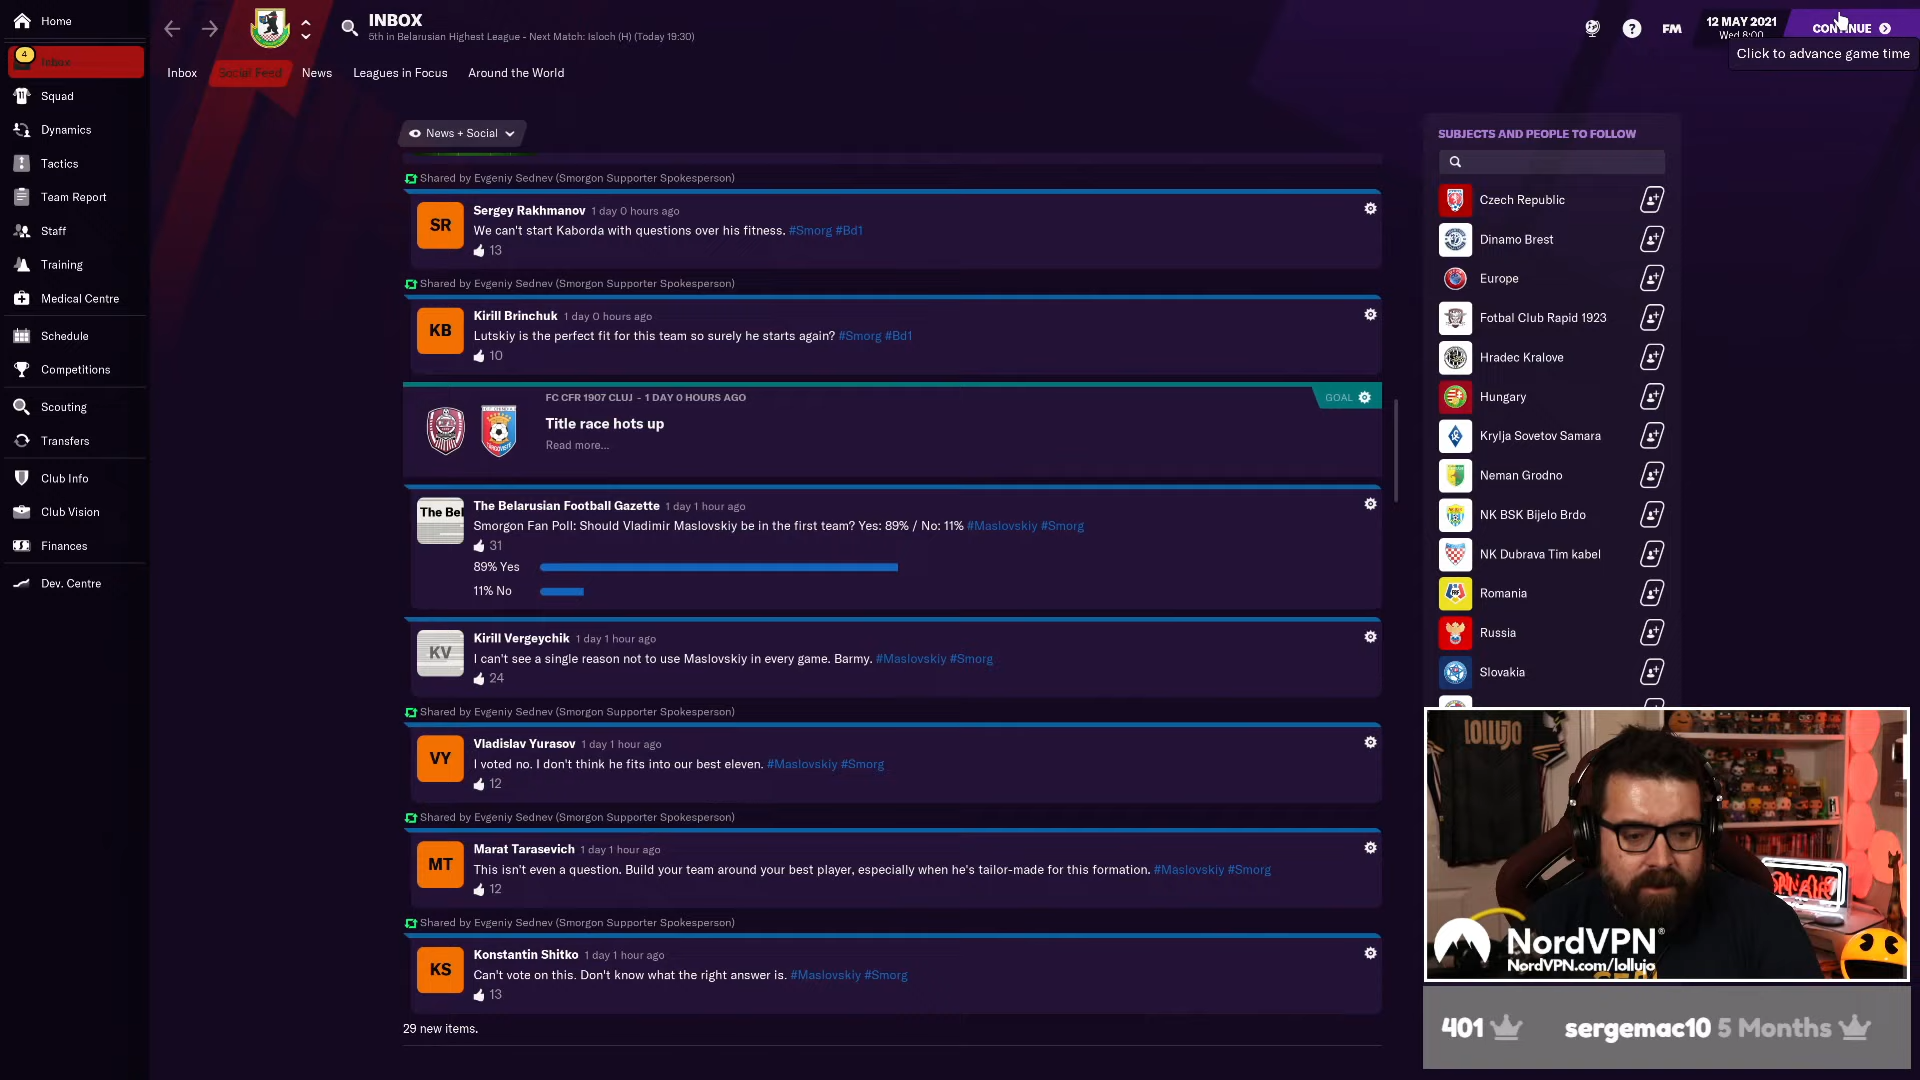 Home
4
Inbox
Squad
Dynamics
Tactics
Team Report
Staff
Training
Medical Centre
Schedule
Competitions
Scouting
Transfers
Club Info
Club Vision
Finances
Dev. Centre
INBOX
5th in Belarusian Highest League - Next Match: Isloch (H) (Today 19:30)
FM
12 MAY 2021
Wed 8:00
CONTINUE
Click to advance game time
Inbox Social Feed News Leagues in Focus Around the World
News + Social
Shared by Evgeniy Sednev (Smorgon Supporter Spokesperson)
SR
Sergey Rakhmanov 1 day 0 hours ago
We can't start Kaborda with questions over his fitness. #Smorg #Bd1
13
Shared by Evgeniy Sednev (Smorgon Supporter Spokesperson)
KB
Kirill Brinchuk 1 day 0 hours ago
Lutskiy is the perfect fit for this team so surely he starts again? #Smorg #Bd1
10
FC CFR 1907 CLUJ - 1 DAY 0 HOURS AGO
GOAL
Title race hots up
Read more...
The Bel
The Belarusian Football Gazette 1 day 1 hour ago
Smorgon Fan Poll: Should Vladimir Maslovskiy be in the first team? Yes: 89% / No: 11% #Maslovskiy #Smorg
31
89% Yes
11% No
KV
Kirill Vergeychik 1 day 1 hour ago
I can't see a single reason not to use Maslovskiy in every game. Barmy. #Maslovskiy #Smorg
24
Shared by Evgeniy Sednev (Smorgon Supporter Spokesperson)
VY
Vladislav Yurasov 1 day 1 hour ago
I voted no. I don't think he fits into our best eleven. #Maslovskiy #Smorg
12
Shared by Evgeniy Sednev (Smorgon Supporter Spokesperson)
MT
Marat Tarasevich 1 day 1 hour ago
This isn't even a question. Build your team around your best player, especially when he's tailor-made for this formation. #Maslovskiy #Smorg
12
Shared by Evgeniy Sednev (Smorgon Supporter Spokesperson)
KS
Konstantin Shitko 1 day 1 hour ago
Can't vote on this. Don't know what the right answer is. #Maslovskiy #Smorg
13
29 new items.
SUBJECTS AND PEOPLE TO FOLLOW
Czech Republic
Dinamo Brest
Europe
Fotbal Club Rapid 1923
Hradec Kralove
Hungary
Krylja Sovetov Samara
Neman Grodno
NK BSK Bijelo Brdo
NK Dubrava Tim kabel
Romania
Russia
Slovakia
lollujo
NordVPN®
NordVPN.com/lollujo
401
sergemac10 5 Months